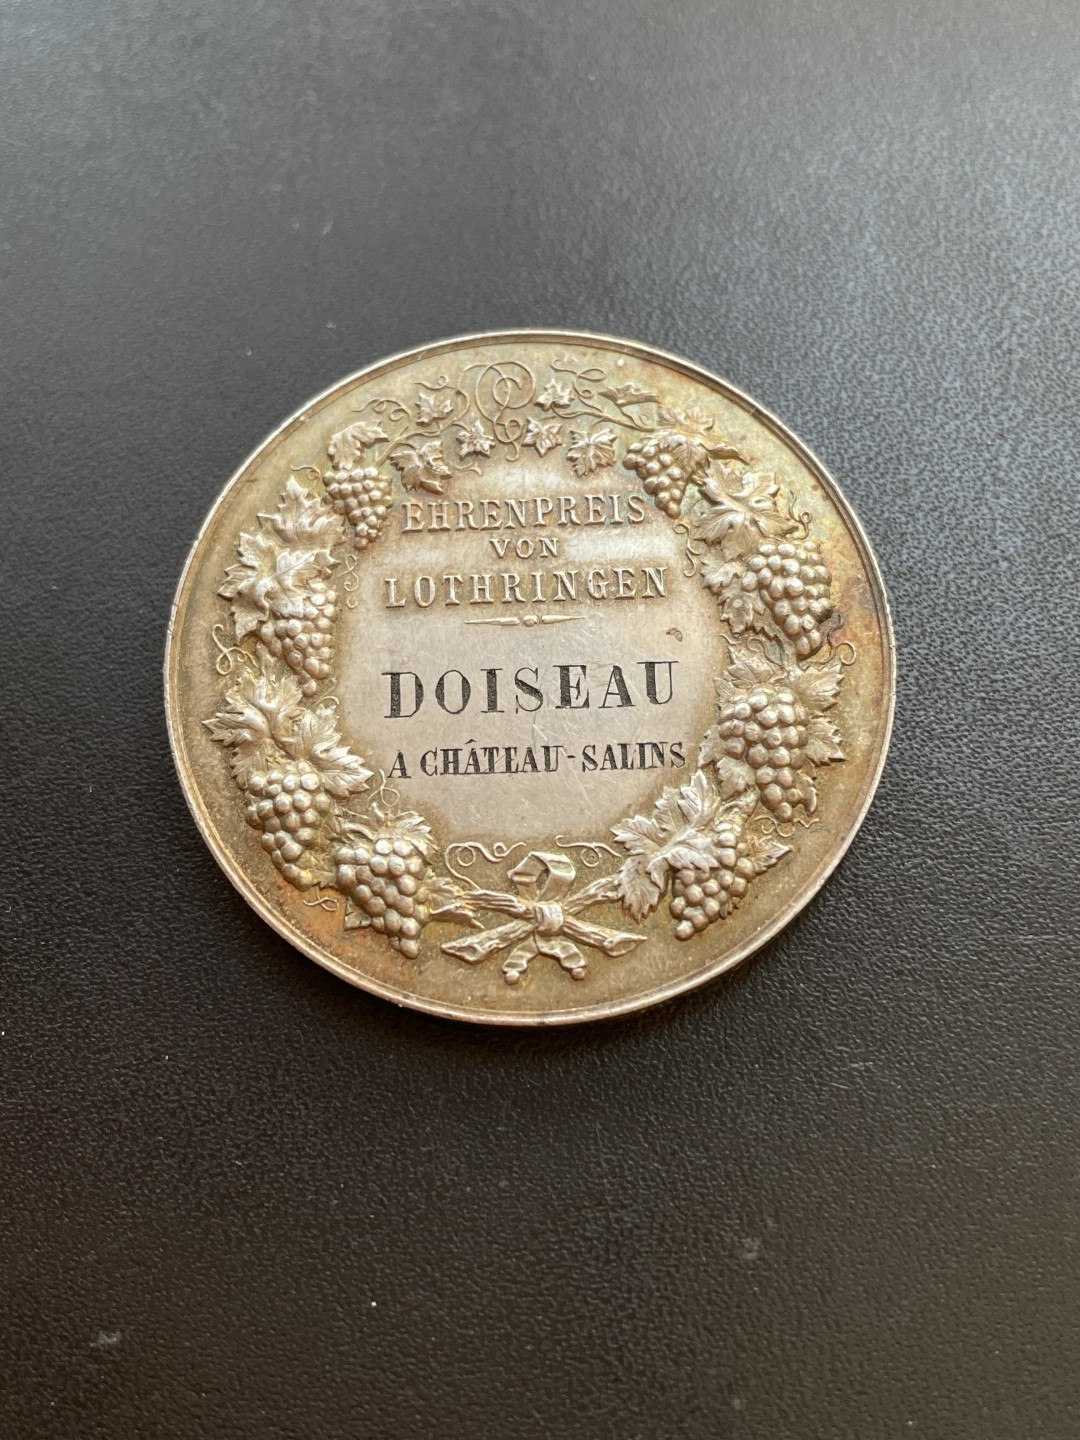 EHRENPREIS
VON
LOTHRINGEN
DOISEAU
A CHÂTEAU-SALINS